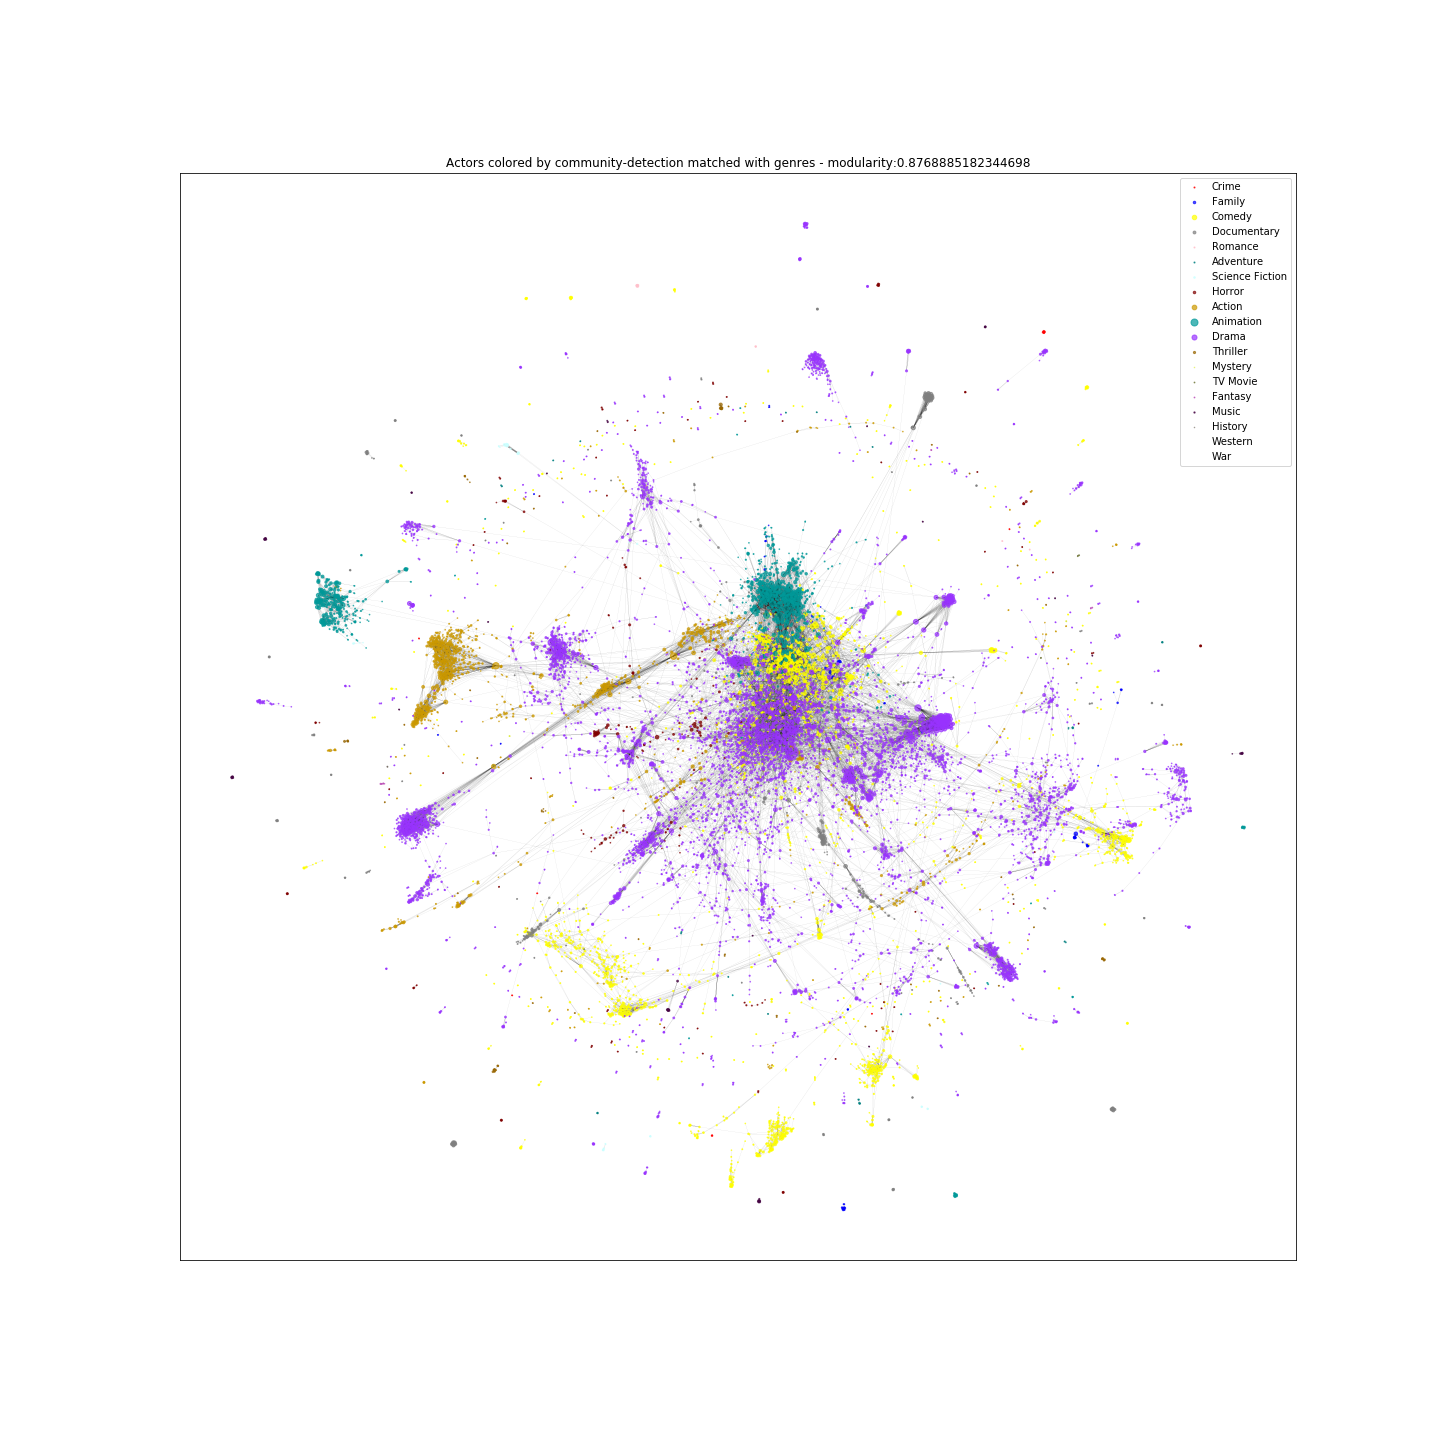 Actors colored by community-detection matched with genres - modularity:0.8768885182344698
Crime
Family
Comedy
Documentary
Romance
Adventure
Science Fiction
Horror
Action
Animation
Drama
Thriller
Mystery
TV Movie
Fantasy
Music
History
Western
War